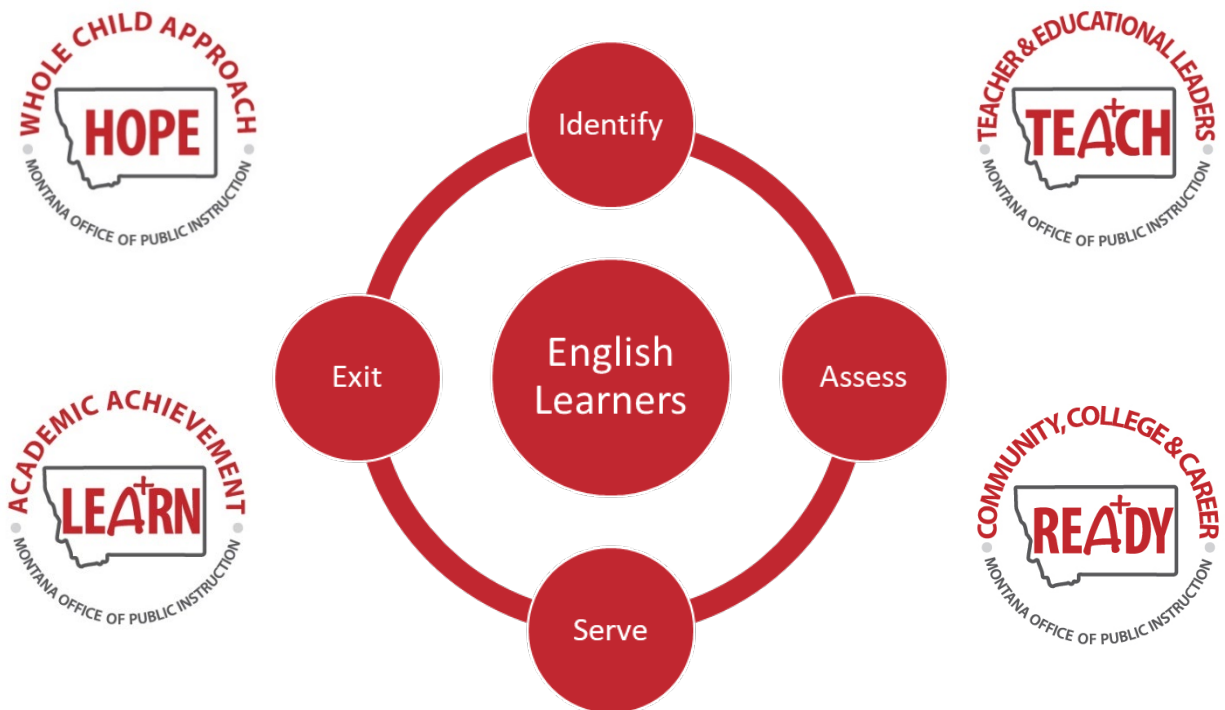 WHOLE CHILD APPROACH
HOPE
MONTANA OFFICE OF PUBLIC INSTRUCTION
TEACHER & EDUCATIONAL LEADERS
TEACH
MONTANA OFFICE OF PUBLIC INSTRUCTION
Identify
English
Learners
Exit
Assess
Serve
ACADEMIC ACHIEVEMENT
LEARN
MONTANA OFFICE OF PUBLIC INSTRUCTION
COMMUNITY, COLLEGE & CAREER
READY
MONTANA OFFICE OF PUBLIC INSTRUCTION